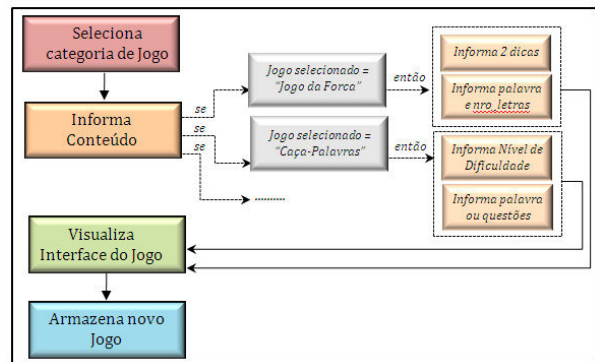 Seleciona
categoria de Jogo
Informa
Conteúdo
se
se
se
Jogo selecionado =
"Jogo da Forca"
então
Informa 2 dicas
Informa palavra
e nro_letras
Jogo selecionado =
"Caça-Palavras"
então
Informa Nível de
Dificuldade
Informa palavra
ou questões
..........
Visualiza
Interface do Jogo
Armazena novo
Jogo